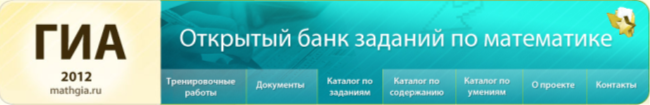 ГИА
2012
mathgia.ru
Открытый банк заданий по математике
Тренировочные
работы
Документы
Каталог по
заданиям
Каталог по
содержанию
Каталог по
умениям
О проекте
Контакты